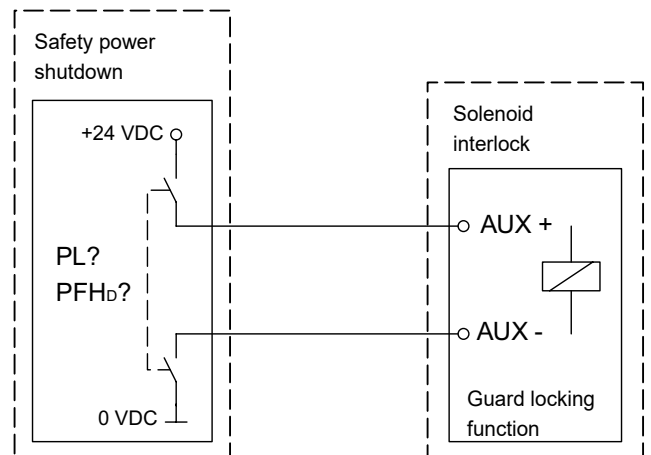 Safety power
shutdown
+24 VDC
PL?
PFHD?
0 VDC
Solenoid
interlock
AUX +
AUX -
Guard locking
function